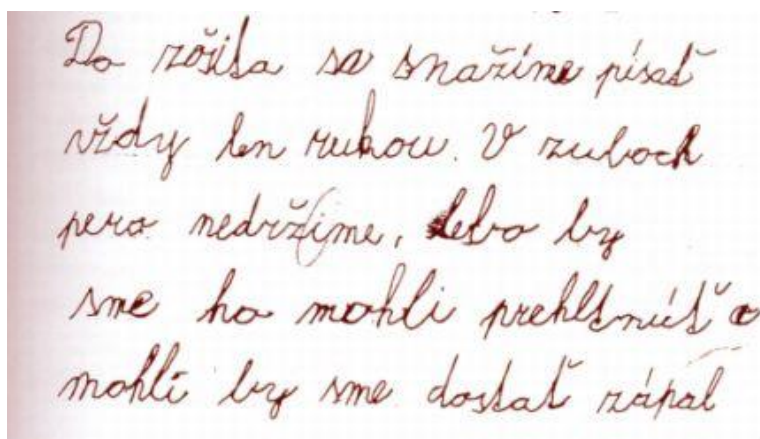 Do zošita sa snažíme písať
vždy len rukou. V zuboch
pero nedržíme, lebo by
sme ho mohli prehltnúť a
mohli by sme dostať zápal